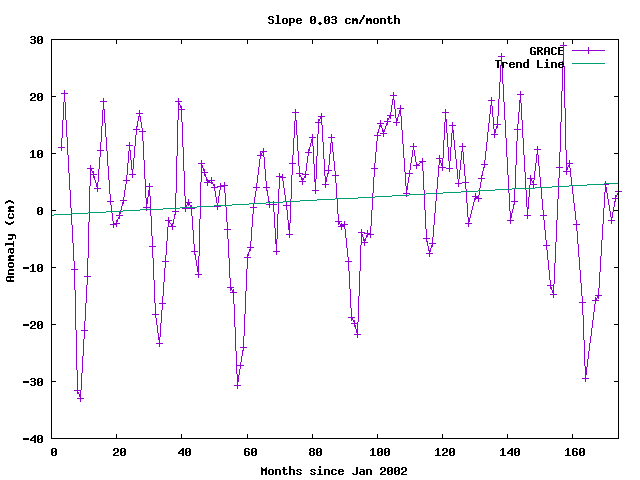 Slope 0.03 cm/month
GRACE
Trend Line
30
20
10
0
-10
-20
-30
-40
Anomaly (cm)
0 20 40 60 80 100 120 140 160
Months since Jan 2002